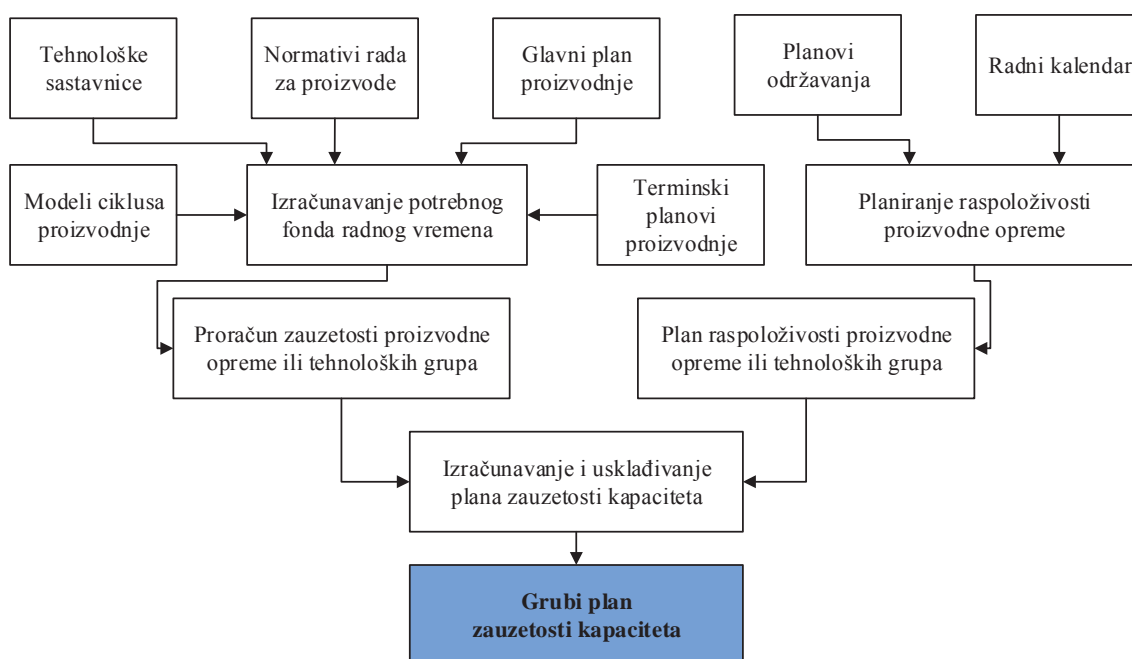 Tehnološke
sastavnice
Normativi rada
za proizvode
Glavni plan
proizvodnje
Planovi
održavanja
Radni kalendar
Modeli ciklusa
proizvodnje
Izračunavanje potrebnog
fonda radnog vremena
Terminski
planovi
proizvodnje
Planiranje raspoloživosti
proizvodne opreme
Proračun zauzetosti proizvodne
opreme ili tehnoloških grupa
Plan raspoloživosti proizvodne
opreme ili tehnoloških grupa
Izračunavanje i usklađivanje
plana zauzetosti kapaciteta
Grubi plan
zauzetosti kapaciteta